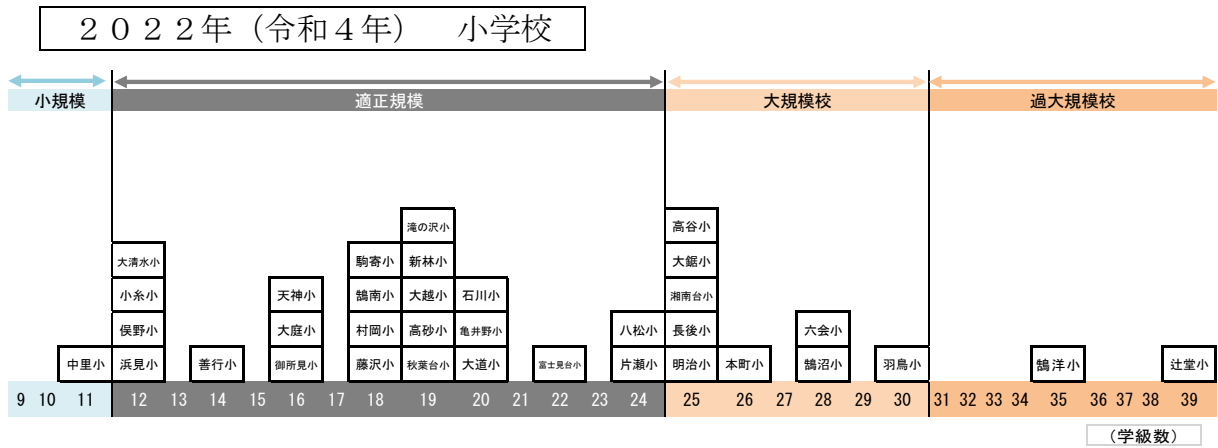 ２０２２年（令和４年）　小学校
小規模 適正規模 大規模校 過大規模校
滝の沢小 高谷小
大清水小 駒寄小 新林小 大鋸小
小糸小 天神小 鵠南小 大越小 石川小 湘南台小
俣野小 大庭小 村岡小 高砂小 亀井野小 八松小 長後小 六会小
中里小 浜見小 善行小 御所見小 藤沢小 秋葉台小 大道小 富士見台小 片瀬小 明治小 本町小 鵠沼小 羽鳥小 鵠洋小 辻堂小
9 10 11 12 13 14 15 16 17 18 19 20 21 22 23 24 25 26 27 28 29 30 31 32 33 34 35 36 37 38 39
（学級数）